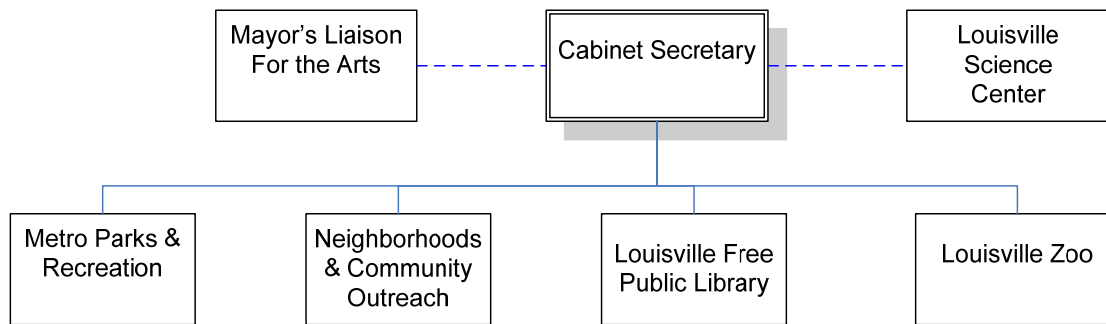 Mayor’s Liaison
For the Arts
Cabinet Secretary
Louisville
Science
Center
Metro Parks &
Recreation
Neighborhoods
& Community
Outreach
Louisville Free
Public Library
Louisville Zoo